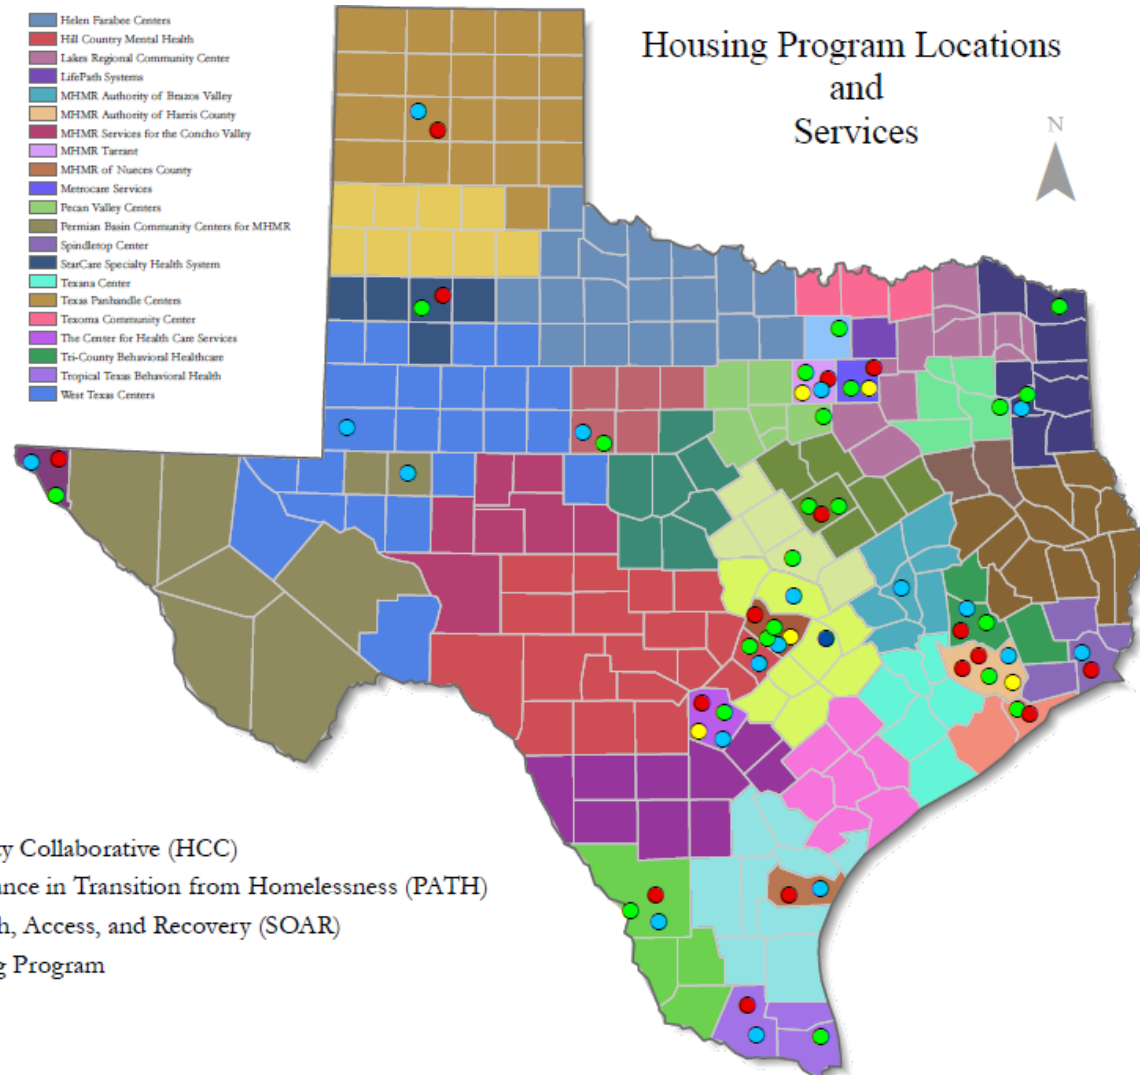 Helen Farabee Centers
Hill Country Mental Health
Lakes Regional Community Center
LifePath Systems
MHMR Authority of Brazos Valley
MHMR Authority of Harris County
MHMR Services for the Concho Valley
MHMR Tarrant
MHMR of Nueces County
Metrocare Services
Pecan Valley Centers
Permian Basin Community Centers for MHMR
Spindletop Center
StarCare Specialty Health System
Texana Center
Texas Panhandle Centers
Texoma Community Center
The Center for Health Care Services
Tri-County Behavioral Healthcare
Tropical Texas Behavioral Health
West Texas Centers
Housing Program Locations
and
Services
N
ty Collaborative (HCC)
ance in Transition from Homelessness (PATH)
h, Access, and Recovery (SOAR)
g Program